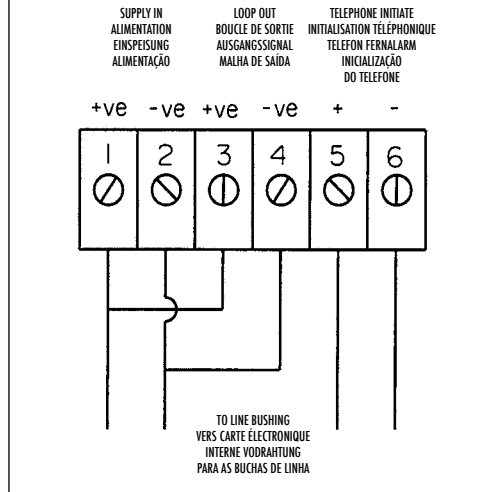 SUPPLY IN
ALIMENTATION
EINSPEISUNG
ALIMENTAÇÃO
LOOP OUT
BOUCLE DE SORTIE
AUSGANGSSIGNAL
MALHA DE SAÍDA
TELEPHONE INITIATE
INITIALISATION TÉLÉPHONIQUE
TELEFON FERNALARM
INICIALIZAÇÃO
DO TELEFONE
+ve -ve +ve -ve + -
1 2 3 4 5 6
TO LINE BUSHING
VERS CARTE ÉLECTRONIQUE
INTERNE VODRAHTUNG
PARA AS BUCHAS DE LINHA